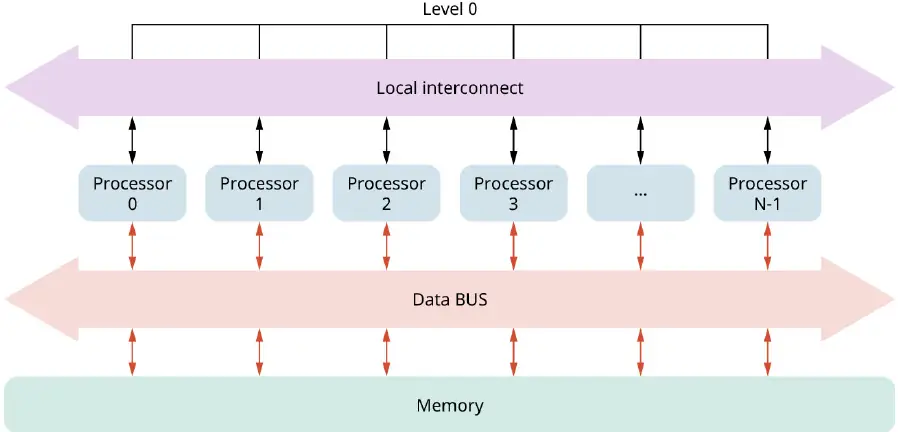 Level 0
Local interconnect
Processor
0
Processor
1
Processor
2
Processor
3
...
Processor
N-1
Data BUS
Memory